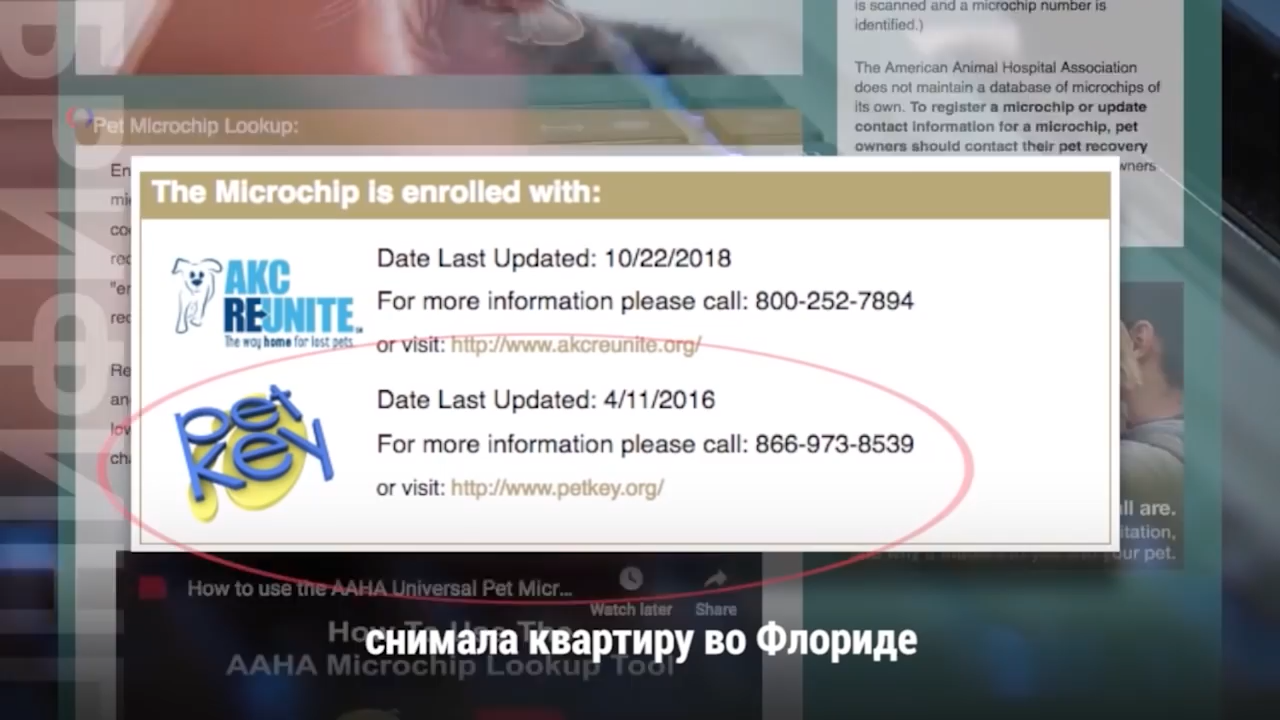 is scanned and a microchip number is
identified.)
The American Animal Hospital Association
does not maintain a database of microchips of
its own. To register a microchip or update
contact information for a microchip, pet
owners should contact their pet recovery
Pet Microchip Lookup:
The Microchip is enrolled with:
AKC
REUNITE
The way home for lost pets
Date Last Updated: 10/22/2018
For more information please call: 800-252-7894
or visit: http://www.akcreunite.org/
pet
key
Date Last Updated: 4/11/2016
For more information please call: 866-973-8539
or visit: http://www.petkey.org/
all are.
your pet.
How to use the AAHA Universal Pet Micr...
Watch later
Share
How To Use The
AAHA Microchip Lookup Tool
снимала квартиру во Флориде